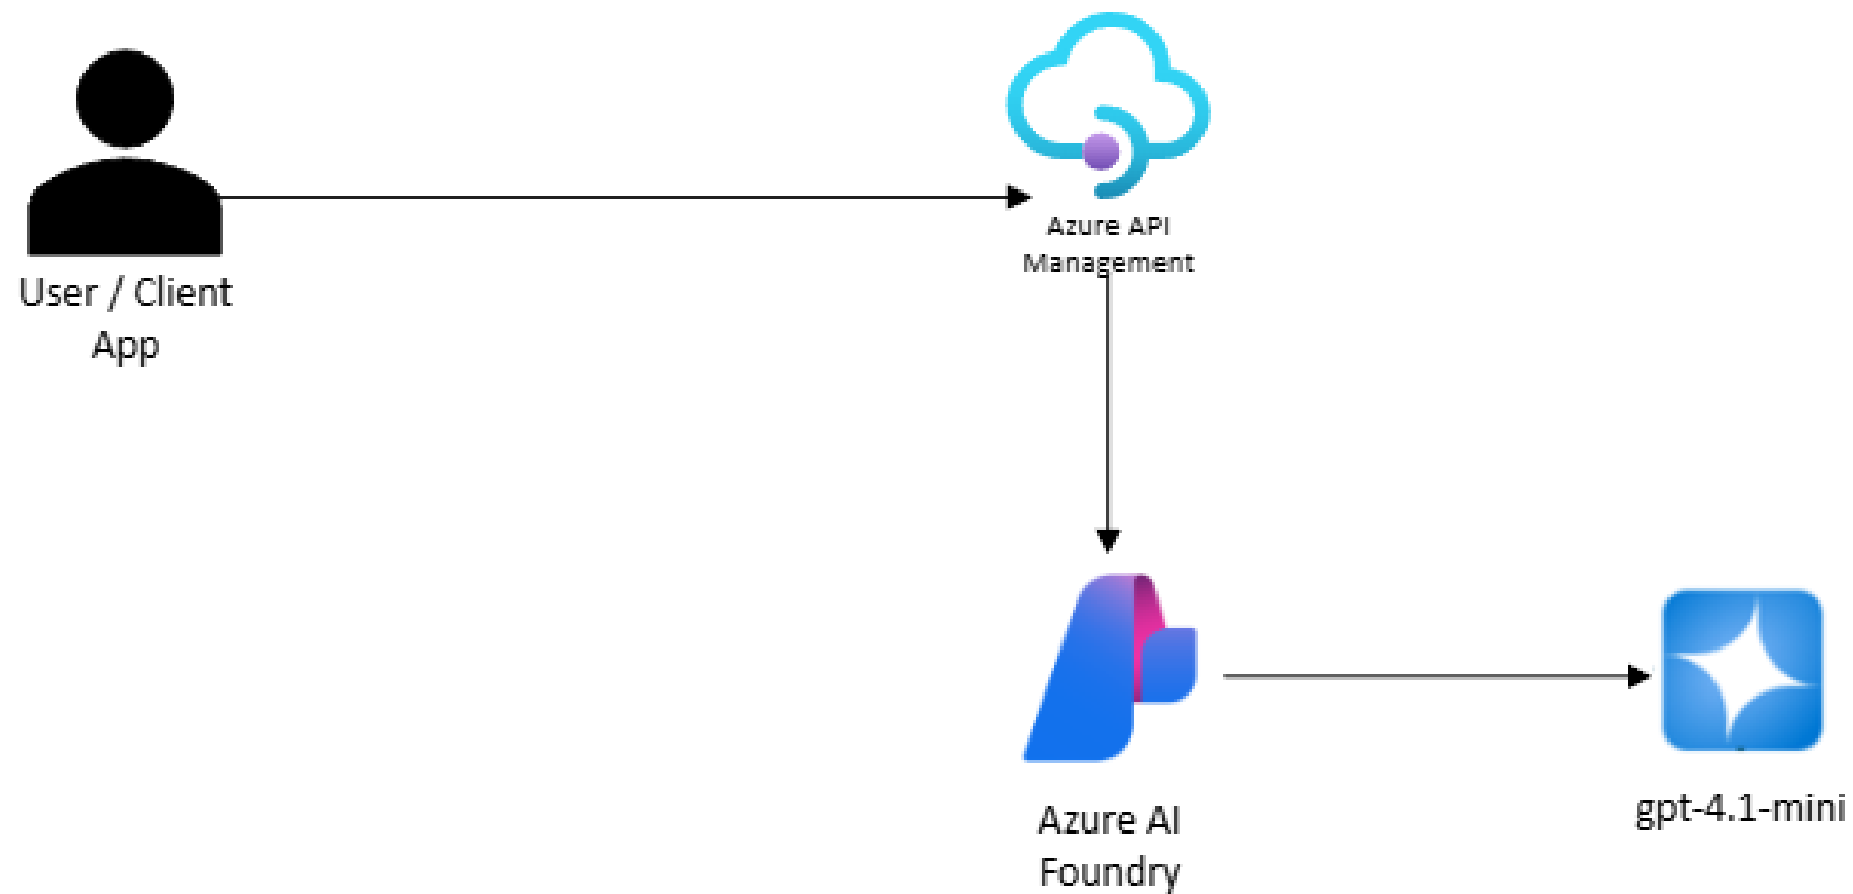 User / Client
App
Azure API
Management
Azure AI
Foundry
gpt-4.1-mini